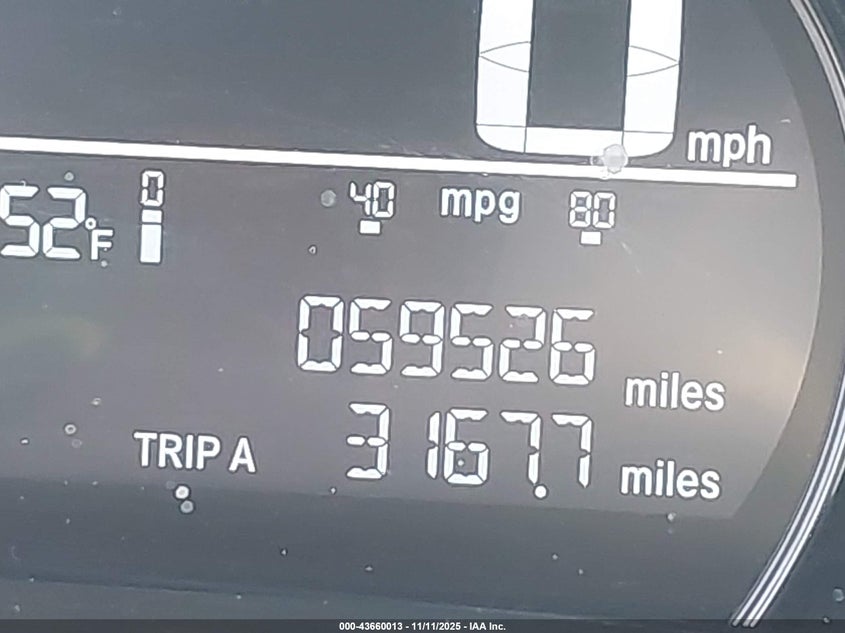 0 mph
52°F 0 40 mpg 80
059526 miles
TRIP A 3167.7 miles
000-43660013 - 11/11/2025 - IAA Inc.